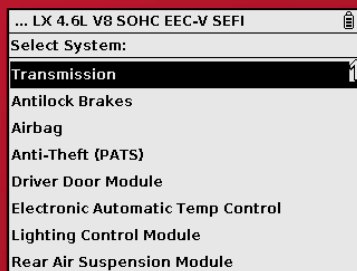 ... LX 4.6L V8 SOHC EEC-V SEFI
Select System:
Transmission
Antilock Brakes
Airbag
Anti-Theft (PATS)
Driver Door Module
Electronic Automatic Temp Control
Lighting Control Module
Rear Air Suspension Module